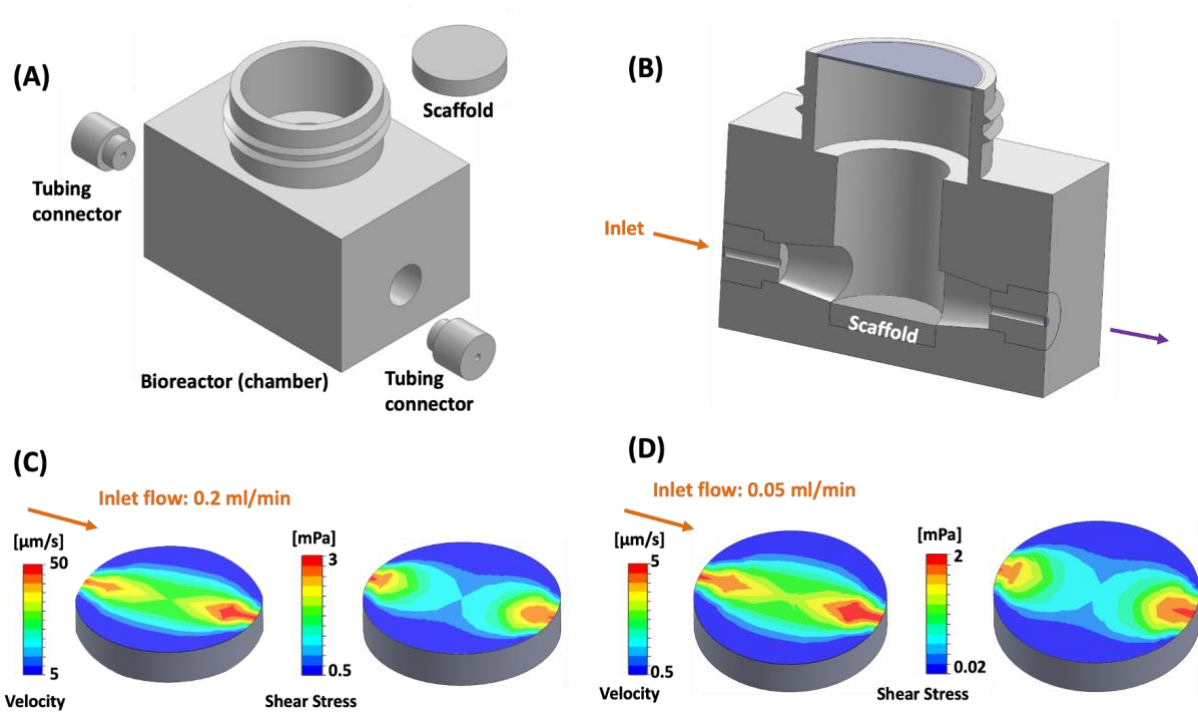 (A)
Scaffold
Tubing
connector
Bioreactor (chamber)
Tubing
connector
(B)
Inlet
Scaffold
(C)
Inlet flow: 0.2 ml/min
[µm/s]
50
5
Velocity
[mPa]
3
0.5
Shear Stress
(D)
Inlet flow: 0.05 ml/min
[µm/s]
5
0.5
Velocity
[mPa]
2
0.02
Shear Stress